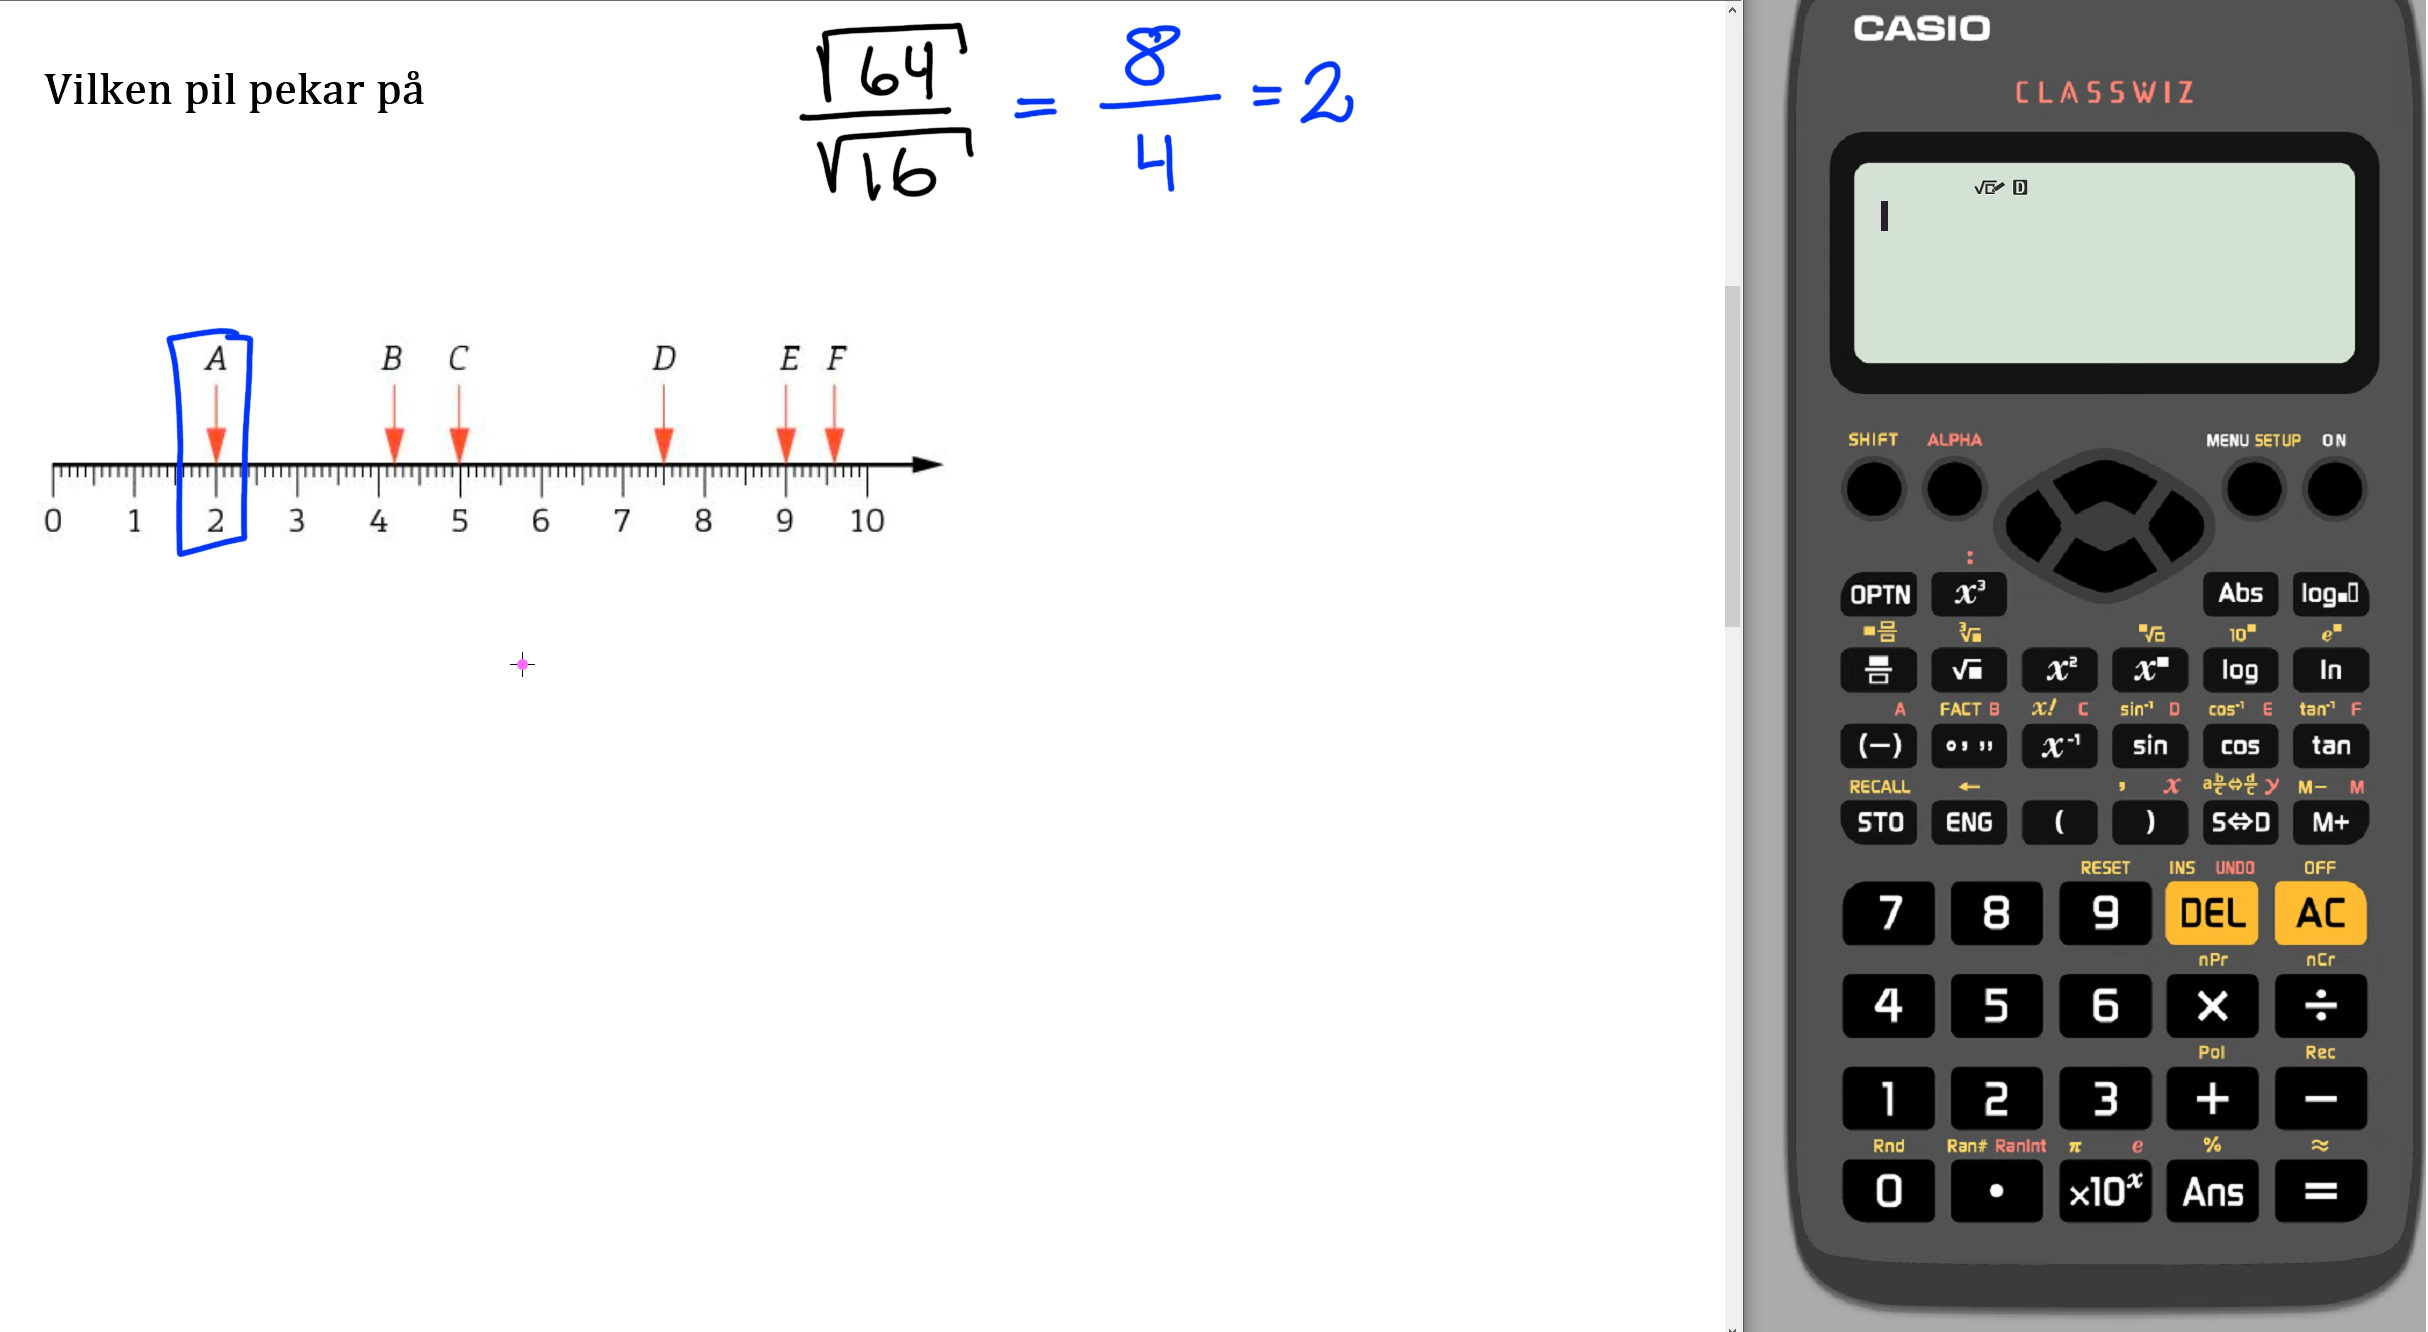 Vilken pil pekar på
√64 / √16 = 8 / 4 = 2
A B C D E F
0 1 2 3 4 5 6 7 8 9 10
CASIO
CLASSWIZ
√ D
SHIFT ALPHA MENU SETUP ON
:
OPTN x³ Abs log▪▯
▪▪/▯ ³√▪ ▪√▯ 10▪ e▪
▪/▯ √▪ x² x▪ log ln
A FACT B x! C sin⁻¹ D cos⁻¹ E tan⁻¹ F
(−) ° ’ ” x⁻¹ sin cos tan
RECALL ← , x a b/c⇔d/c y M− M
STO ENG ( ) S⇔D M+
RESET INS UNDO OFF
7 8 9 DEL AC
nPr nCr
4 5 6 × ÷
Pol Rec
1 2 3 + −
Rnd Ran# RanInt π e % ≈
0 • ×10ˣ Ans =